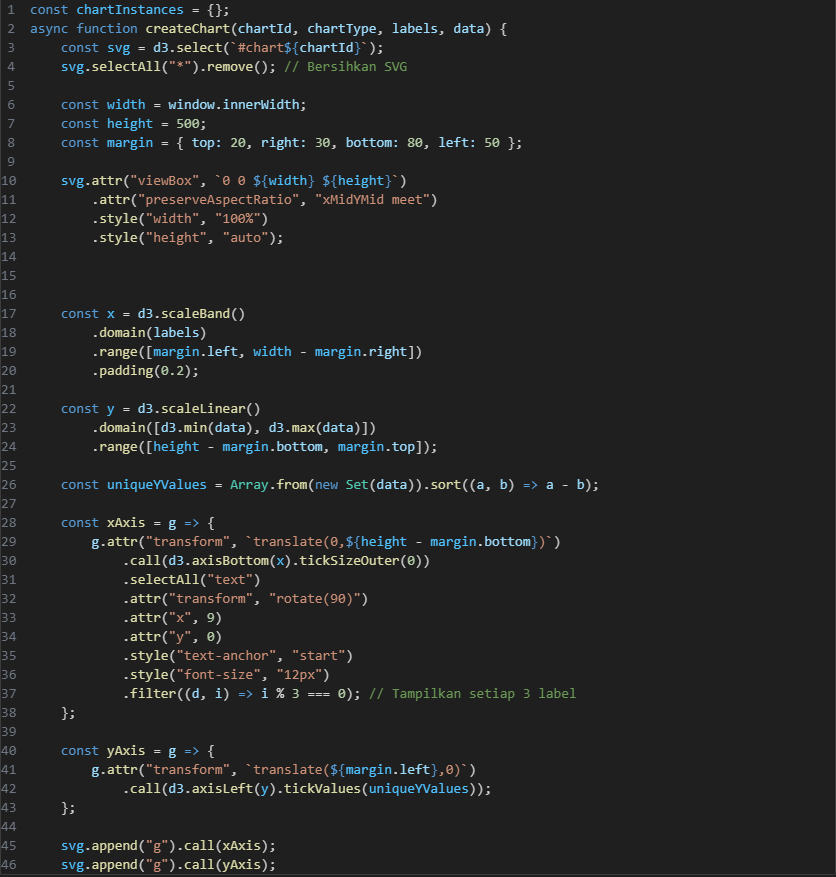 1 const chartInstances = {};
2 async function createChart(chartId, chartType, labels, data) {
3     const svg = d3.select(`#chart${chartId}`);
4     svg.selectAll("*").remove(); // Bersihkan SVG
5
6     const width = window.innerWidth;
7     const height = 500;
8     const margin = { top: 20, right: 30, bottom: 80, left: 50 };
9
10     svg.attr("viewBox", `0 0 ${width} ${height}`)
11         .attr("preserveAspectRatio", "xMidYMid meet")
12         .style("width", "100%")
13         .style("height", "auto");
14
15
16
17     const x = d3.scaleBand()
18         .domain(labels)
19         .range([margin.left, width - margin.right])
20         .padding(0.2);
21
22     const y = d3.scaleLinear()
23         .domain([d3.min(data), d3.max(data)])
24         .range([height - margin.bottom, margin.top]);
25
26     const uniqueYValues = Array.from(new Set(data)).sort((a, b) => a - b);
27
28     const xAxis = g => {
29         g.attr("transform", `translate(0,${height - margin.bottom})`)
30             .call(d3.axisBottom(x).tickSizeOuter(0))
31             .selectAll("text")
32             .attr("transform", "rotate(90)")
33             .attr("x", 9)
34             .attr("y", 0)
35             .style("text-anchor", "start")
36             .style("font-size", "12px")
37             .filter((d, i) => i % 3 === 0); // Tampilkan setiap 3 label
38     };
39
40     const yAxis = g => {
41         g.attr("transform", `translate(${margin.left},0)`)
42             .call(d3.axisLeft(y).tickValues(uniqueYValues));
43     };
44
45     svg.append("g").call(xAxis);
46     svg.append("g").call(yAxis);